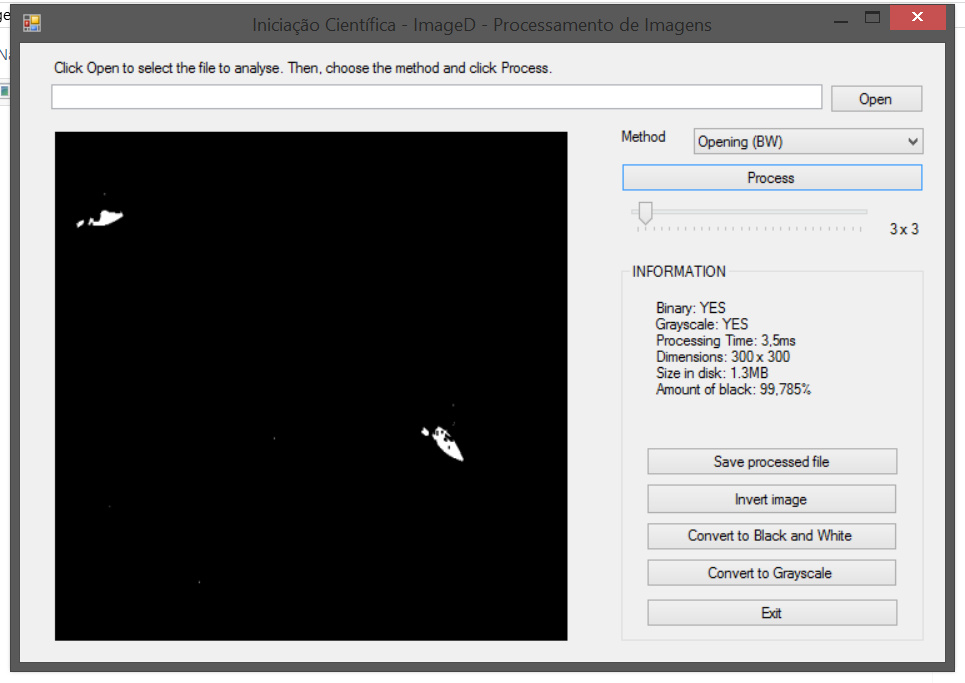 Iniciação Científica - ImageD - Processamento de Imagens
Click Open to select the file to analyse. Then, choose the method and click Process.
Open
Method
Opening (BW)
Process
3 x 3
INFORMATION
Binary: YES
Grayscale: YES
Processing Time: 3,5ms
Dimensions: 300 x 300
Size in disk: 1.3MB
Amount of black: 99,785%
Save processed file
Invert image
Convert to Black and White
Convert to Grayscale
Exit